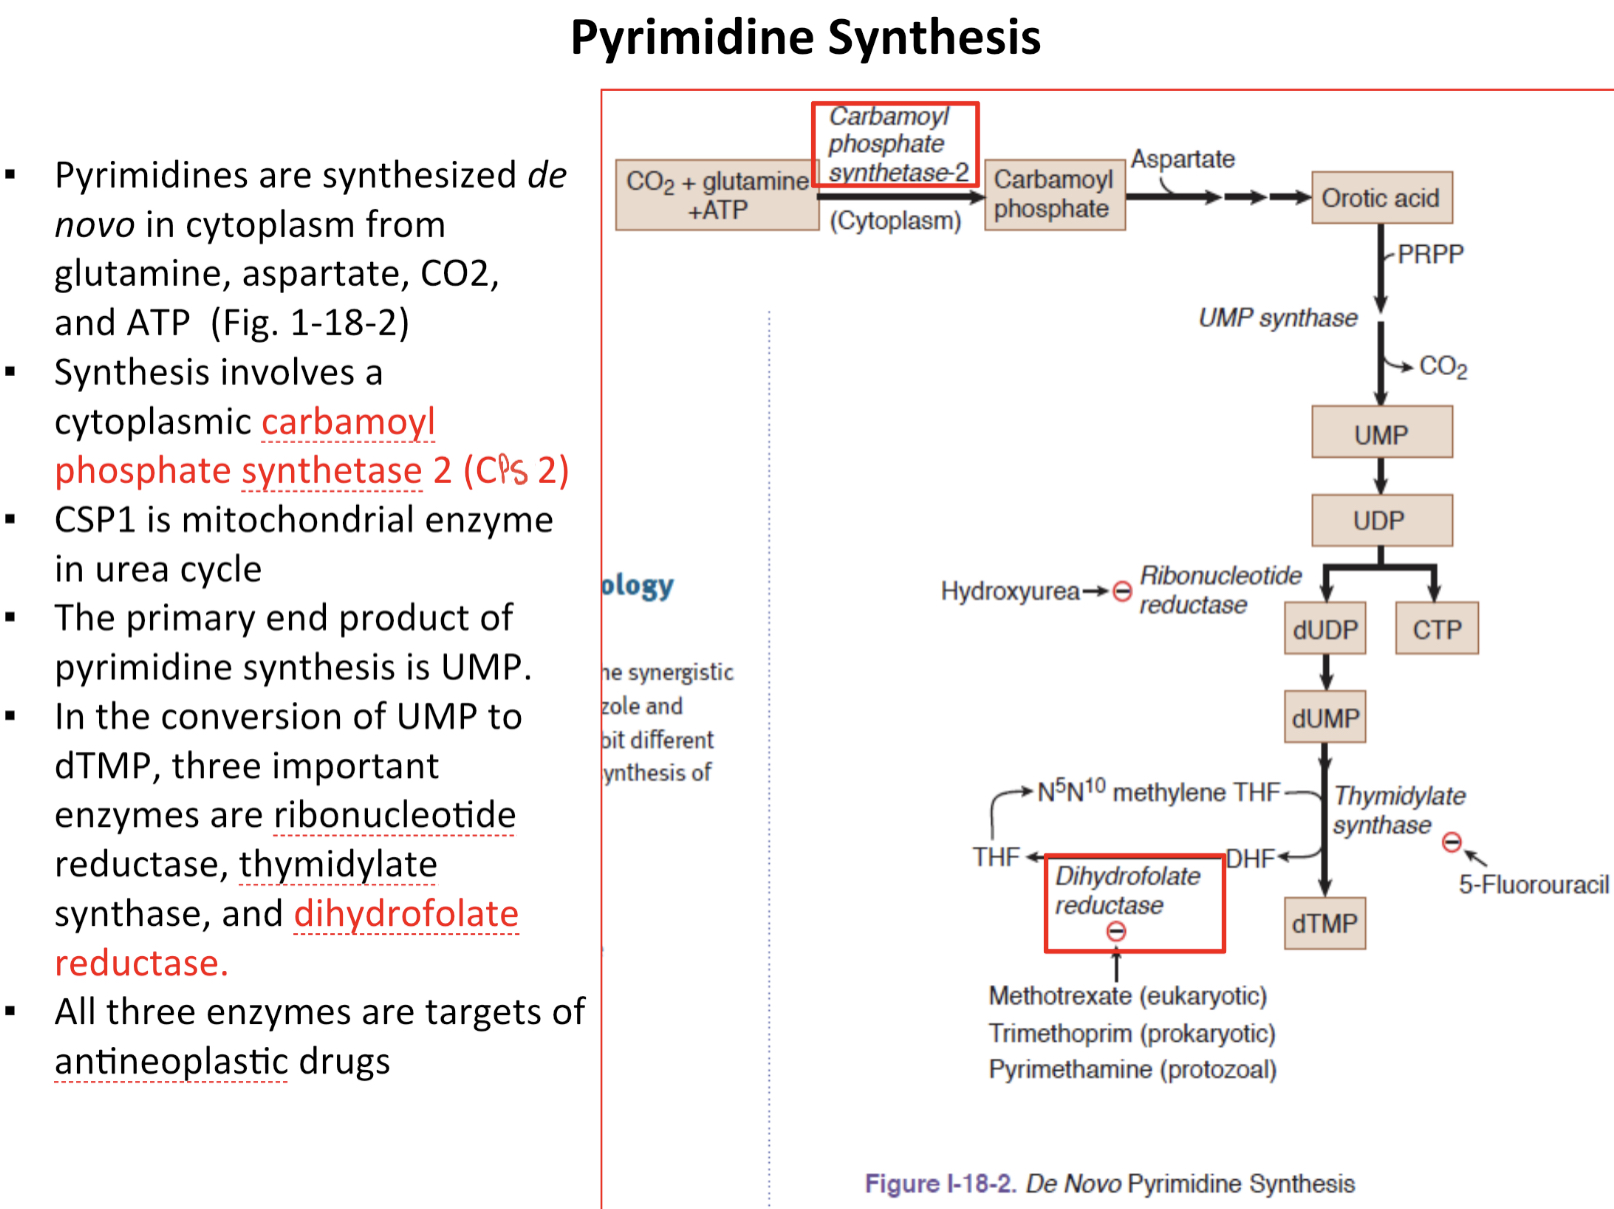 Pyrimidine Synthesis
▪ Pyrimidines are synthesized de
novo in cytoplasm from
glutamine, aspartate, CO2,
and ATP (Fig. 1-18-2)
▪ Synthesis involves a
cytoplasmic carbamoyl
phosphate synthetase 2 (CPS 2)
▪ CSP1 is mitochondrial enzyme
in urea cycle
▪ The primary end product of
pyrimidine synthesis is UMP.
▪ In the conversion of UMP to
dTMP, three important
enzymes are ribonucleotide
reductase, thymidylate
synthase, and dihydrofolate
reductase.
▪ All three enzymes are targets of
antineoplastic drugs
ology
he synergistic
zole and
bit different
ynthesis of
CO₂ + glutamine
+ATP
Carbamoyl
phosphate
synthetase-2
(Cytoplasm)
Carbamoyl
phosphate
Aspartate
Orotic acid
PRPP
UMP synthase
CO₂
UMP
UDP
Hydroxyurea
Ribonucleotide
reductase
dUDP
CTP
dUMP
N⁵N¹⁰ methylene THF
Thymidylate
synthase
THF
DHF
Dihydrofolate
reductase
5-Fluorouracil
dTMP
Methotrexate (eukaryotic)
Trimethoprim (prokaryotic)
Pyrimethamine (protozoal)
Figure I-18-2. De Novo Pyrimidine Synthesis